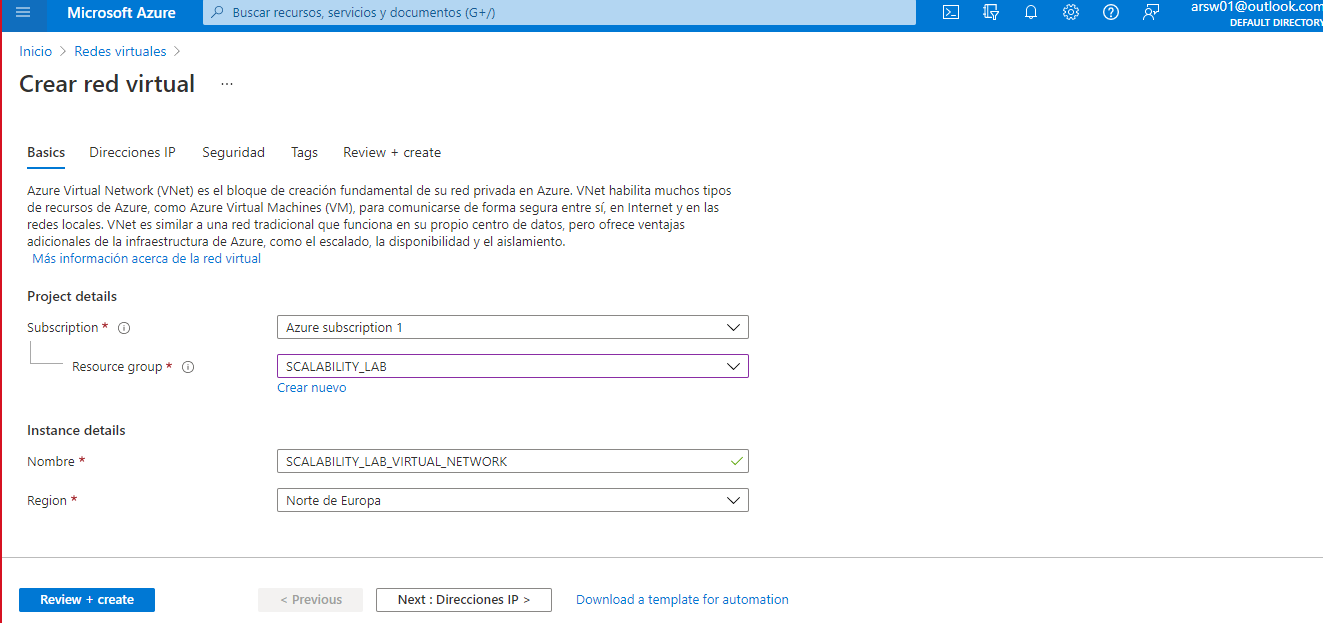 Microsoft Azure
Buscar recursos, servicios y documentos (G+/)
arsw01@outlook.com
DEFAULT DIRECTORY
Inicio > Redes virtuales >
Crear red virtual ...
Basics Direcciones IP Seguridad Tags Review + create
Azure Virtual Network (VNet) es el bloque de creación fundamental de su red privada en Azure. VNet habilita muchos tipos
de recursos de Azure, como Azure Virtual Machines (VM), para comunicarse de forma segura entre sí, en Internet y en las
redes locales. VNet es similar a una red tradicional que funciona en su propio centro de datos, pero ofrece ventajas
adicionales de la infraestructura de Azure, como el escalado, la disponibilidad y el aislamiento.
Más información acerca de la red virtual
Project details
Subscription * Azure subscription 1
Resource group * SCALABILITY_LAB
Crear nuevo
Instance details
Nombre * SCALABILITY_LAB_VIRTUAL_NETWORK
Region * Norte de Europa
Review + create < Previous Next : Direcciones IP > Download a template for automation